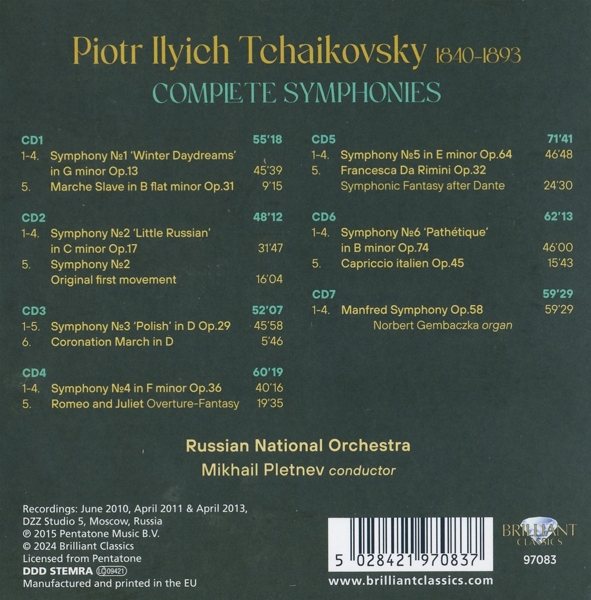 Piotr Ilyich Tchaikovsky 1840-1893
COMPLETE SYMPHONIES
CD1 55'18
1-4. Symphony №1 'Winter Daydreams'
in G minor Op.13 45'39
5. Marche Slave in B flat minor Op.31 9'15
CD2 48'12
1-4. Symphony №2 'Little Russian'
in C minor Op.17 31'47
5. Symphony №2
Original first movement 16'04
CD3 52'07
1-5. Symphony №3 'Polish' in D Op.29 45'58
6. Coronation March in D 5'46
CD4 60'19
1-4. Symphony №4 in F minor Op.36 40'16
5. Romeo and Juliet Overture-Fantasy 19'35
CD5 71'41
1-4. Symphony №5 in E minor Op.64 46'48
5. Francesca Da Rimini Op.32
Symphonic Fantasy after Dante 24'30
CD6 62'13
1-4. Symphony №6 'Pathétique'
in B minor Op.74 46'00
5. Capriccio italien Op.45 15'43
CD7 59'29
1-4. Manfred Symphony Op.58 59'29
Norbert Gembaczka organ
Russian National Orchestra
Mikhail Pletnev conductor
Recordings: June 2010, April 2011 & April 2013,
DZZ Studio 5, Moscow, Russia
℗ 2015 Pentatone Music B.V.
© 2024 Brilliant Classics
Licensed from Pentatone
DDD STEMRA LC09421
Manufactured and printed in the EU
5 028421 970837
www.brilliantclassics.com
BRILLIANT
CLASSICS
97083